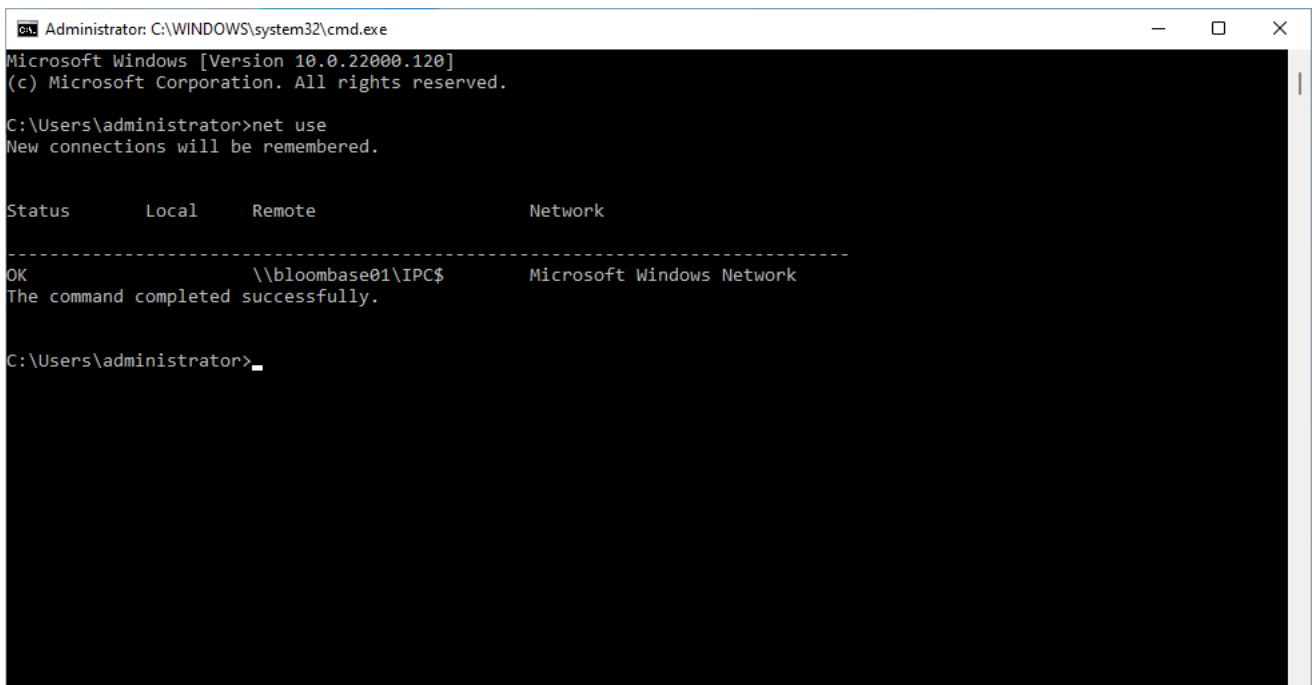 Administrator: C:\WINDOWS\system32\cmd.exe
Microsoft Windows [Version 10.0.22000.120]
(c) Microsoft Corporation. All rights reserved.
C:\Users\administrator>net use
New connections will be remembered.
Status       Local     Remote                    Network
-------------------------------------------------------------------------------
OK                     \\bloombase01\IPC$        Microsoft Windows Network
The command completed successfully.
C:\Users\administrator>